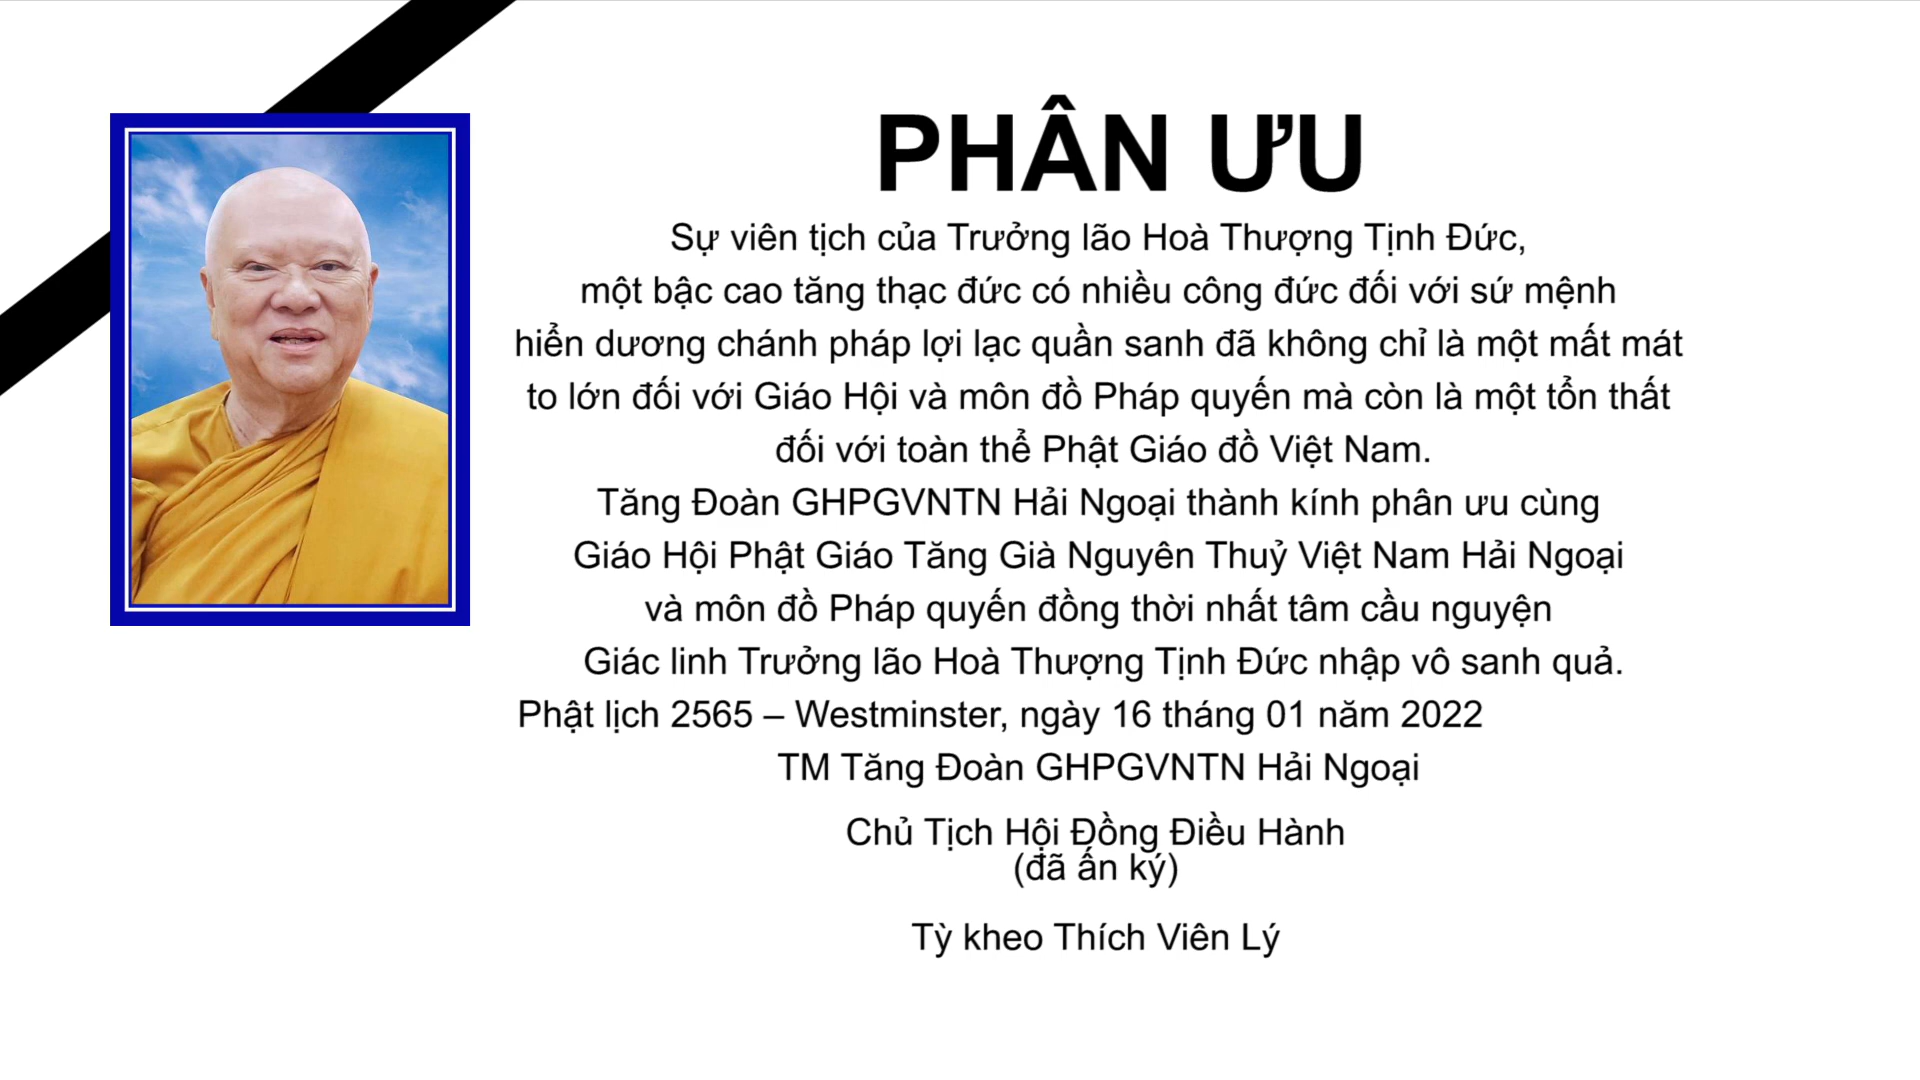 PHÂN ƯU
Sự viên tịch của Trưởng lão Hoà Thượng Tịnh Đức,
một bậc cao tăng thạc đức có nhiều công đức đối với sứ mệnh
hiển dương chánh pháp lợi lạc quần sanh đã không chỉ là một mất mát
to lớn đối với Giáo Hội và môn đồ Pháp quyến mà còn là một tổn thất
đối với toàn thể Phật Giáo đồ Việt Nam.
Tăng Đoàn GHPGVNTN Hải Ngoại thành kính phân ưu cùng
Giáo Hội Phật Giáo Tăng Già Nguyên Thuỷ Việt Nam Hải Ngoại
và môn đồ Pháp quyến đồng thời nhất tâm cầu nguyện
Giác linh Trưởng lão Hoà Thượng Tịnh Đức nhập vô sanh quả.
Phật lịch 2565 – Westminster, ngày 16 tháng 01 năm 2022
TM Tăng Đoàn GHPGVNTN Hải Ngoại
Chủ Tịch Hội Đồng Điều Hành
(đã ấn ký)
Tỳ kheo Thích Viên Lý